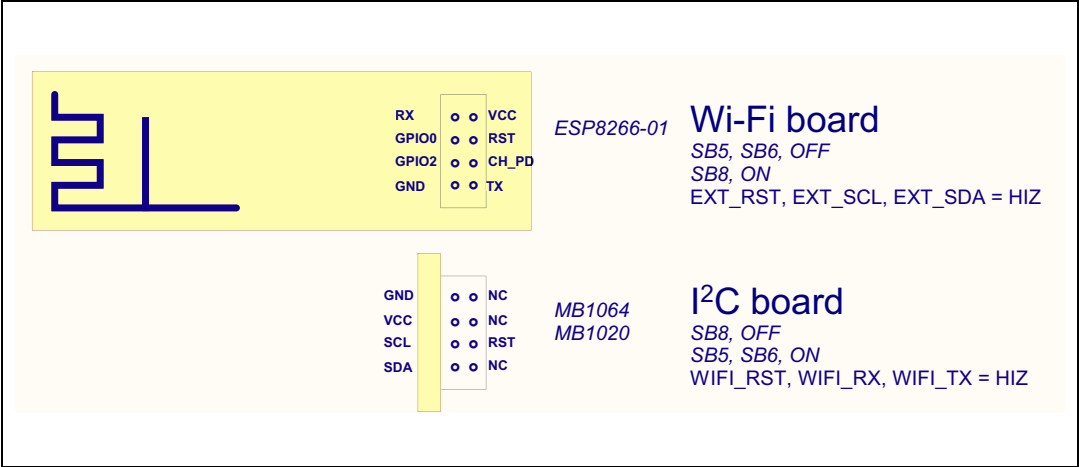 RX VCC
GPIO0 RST
GPIO2 CH_PD
GND TX
ESP8266-01
Wi-Fi board
SB5, SB6, OFF
SB8, ON
EXT_RST, EXT_SCL, EXT_SDA = HIZ
GND NC
VCC NC
SCL RST
SDA NC
MB1064
MB1020
I²C board
SB8, OFF
SB5, SB6, ON
WIFI_RST, WIFI_RX, WIFI_TX = HIZ